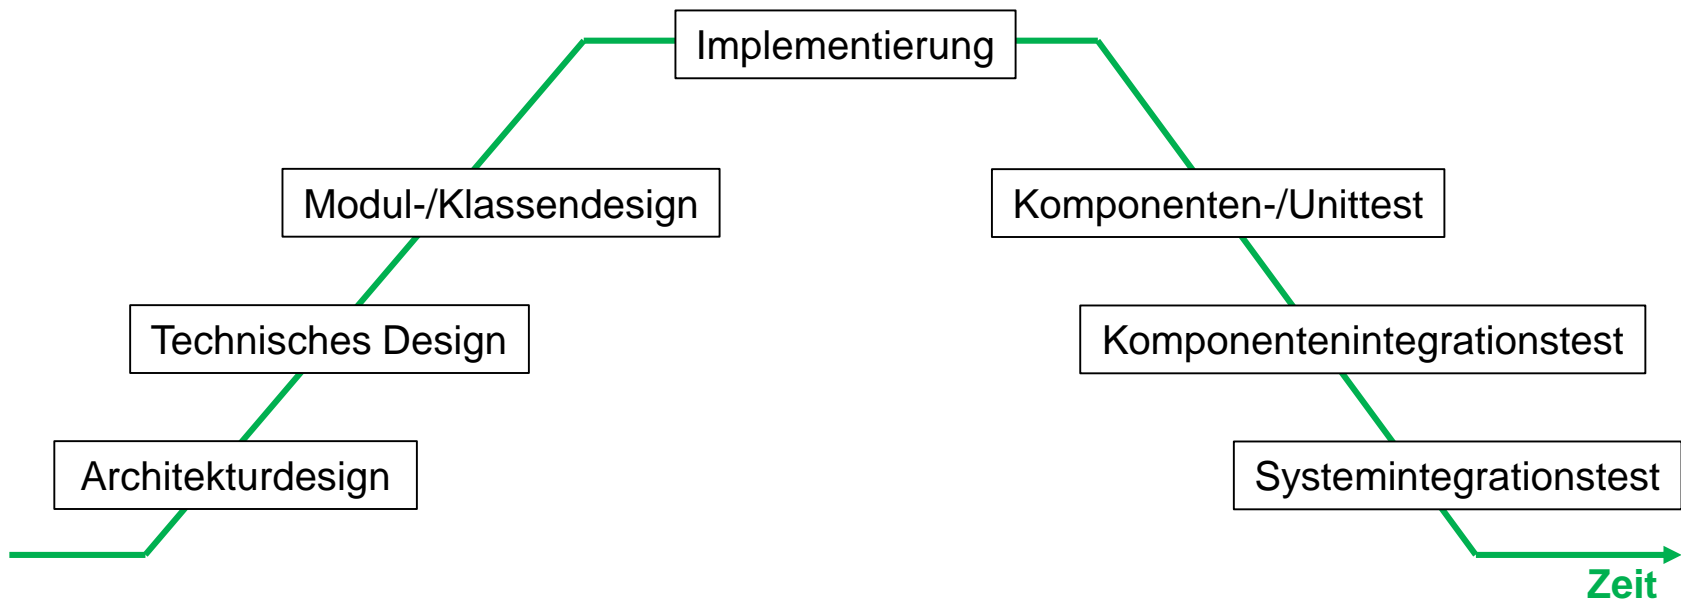 Implementierung
Modul-/Klassendesign
Komponenten-/Unittest
Technisches Design
Komponentenintegrationstest
Architekturdesign
Systemintegrationstest
Zeit